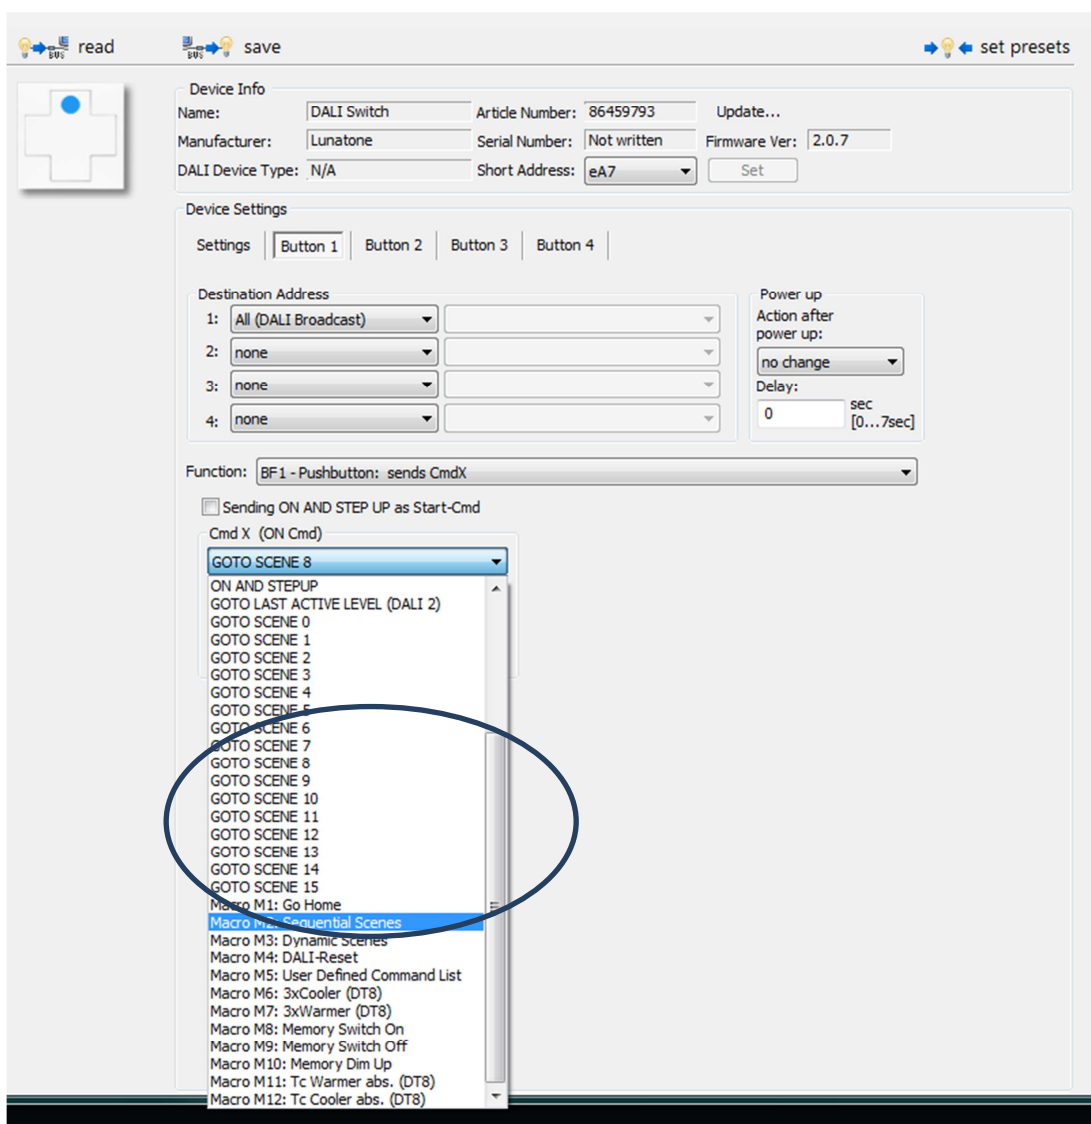 BUS read
BUS save
set presets
Device Info
Name: DALI Switch Article Number: 86459793 Update...
Manufacturer: Lunatone Serial Number: Not written Firmware Ver: 2.0.7
DALI Device Type: N/A Short Address: eA7 Set
Device Settings
Settings Button 1 Button 2 Button 3 Button 4
Destination Address
1: All (DALI Broadcast)
2: none
3: none
4: none
Power up
Action after
power up:
no change
Delay:
0 sec
[0...7sec]
Function: BF1 - Pushbutton: sends CmdX
Sending ON AND STEP UP as Start-Cmd
Cmd X (ON Cmd)
GOTO SCENE 8
ON AND STEPUP
GOTO LAST ACTIVE LEVEL (DALI 2)
GOTO SCENE 0
GOTO SCENE 1
GOTO SCENE 2
GOTO SCENE 3
GOTO SCENE 4
GOTO SCENE 5
GOTO SCENE 6
GOTO SCENE 7
GOTO SCENE 8
GOTO SCENE 9
GOTO SCENE 10
GOTO SCENE 11
GOTO SCENE 12
GOTO SCENE 13
GOTO SCENE 14
GOTO SCENE 15
Macro M1: Go Home
Macro M2: Sequential Scenes
Macro M3: Dynamic Scenes
Macro M4: DALI-Reset
Macro M5: User Defined Command List
Macro M6: 3xCooler (DT8)
Macro M7: 3xWarmer (DT8)
Macro M8: Memory Switch On
Macro M9: Memory Switch Off
Macro M10: Memory Dim Up
Macro M11: Tc Warmer abs. (DT8)
Macro M12: Tc Cooler abs. (DT8)